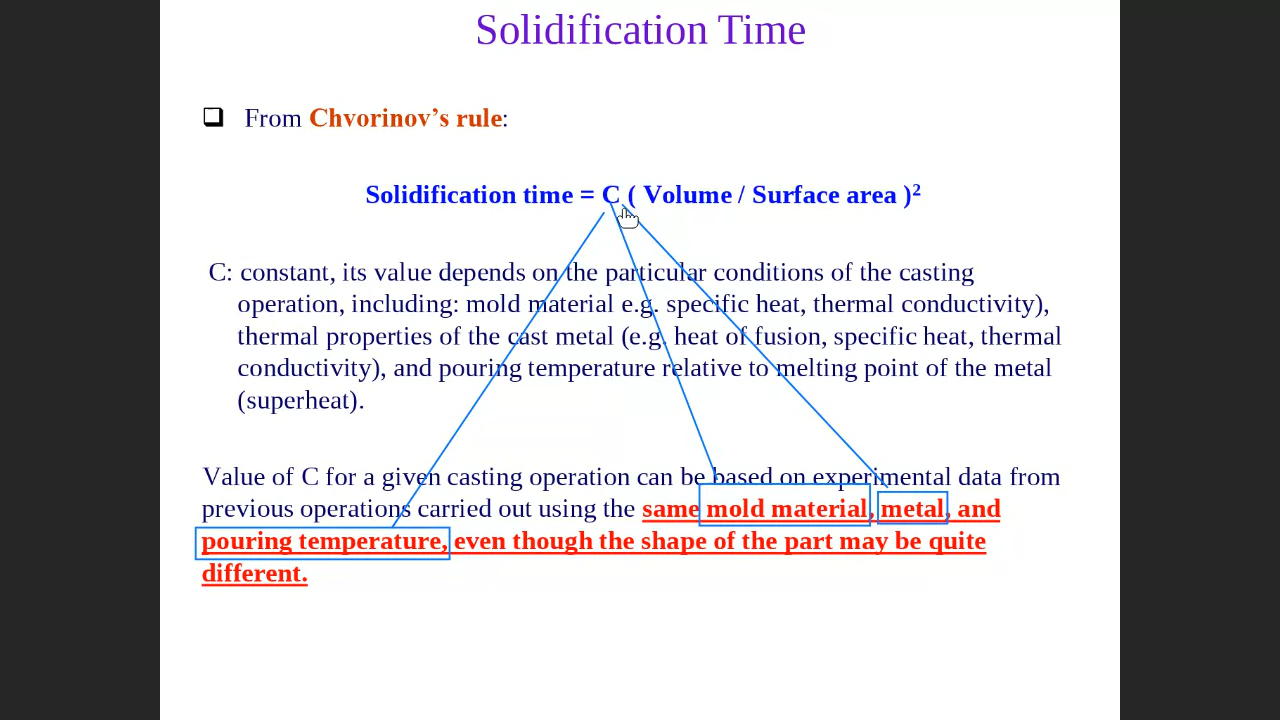 Solidification Time
From Chvorinov’s rule:
Solidification time = C ( Volume / Surface area )²
C: constant, its value depends on the particular conditions of the casting
operation, including: mold material e.g. specific heat, thermal conductivity),
thermal properties of the cast metal (e.g. heat of fusion, specific heat, thermal
conductivity), and pouring temperature relative to melting point of the metal
(superheat).
Value of C for a given casting operation can be based on experimental data from
previous operations carried out using the same mold material, metal, and
pouring temperature, even though the shape of the part may be quite
different.